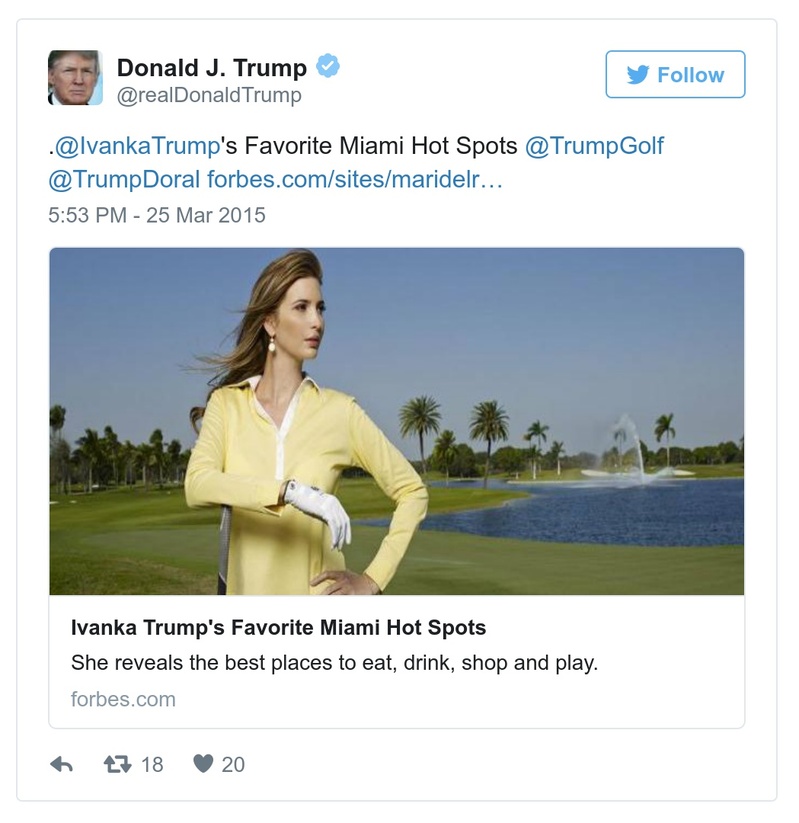 Donald J. Trump
@realDonaldTrump
Follow
.@IvankaTrump's Favorite Miami Hot Spots @TrumpGolf
@TrumpDoral forbes.com/sites/maridelr…
5:53 PM - 25 Mar 2015
Ivanka Trump's Favorite Miami Hot Spots
She reveals the best places to eat, drink, shop and play.
forbes.com
18 20